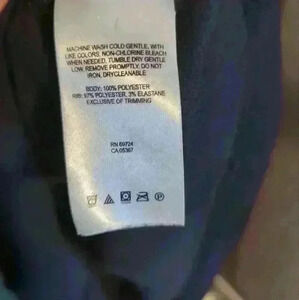 MACHINE WASH COLD-GENTLE, WITH
LIKE COLORS, NON-CHLORINE BLEACH
WHEN NEEDED, TUMBLE DRY GENTLE
LOW, REMOVE PROMPTLY, DO NOT
IRON, DRYCLEANABLE
BODY: 100% POLYESTER
RIB: 97% POLYESTER, 3% ELASTANE
EXCLUSIVE OF TRIMMING
RN 69724
CA 05367